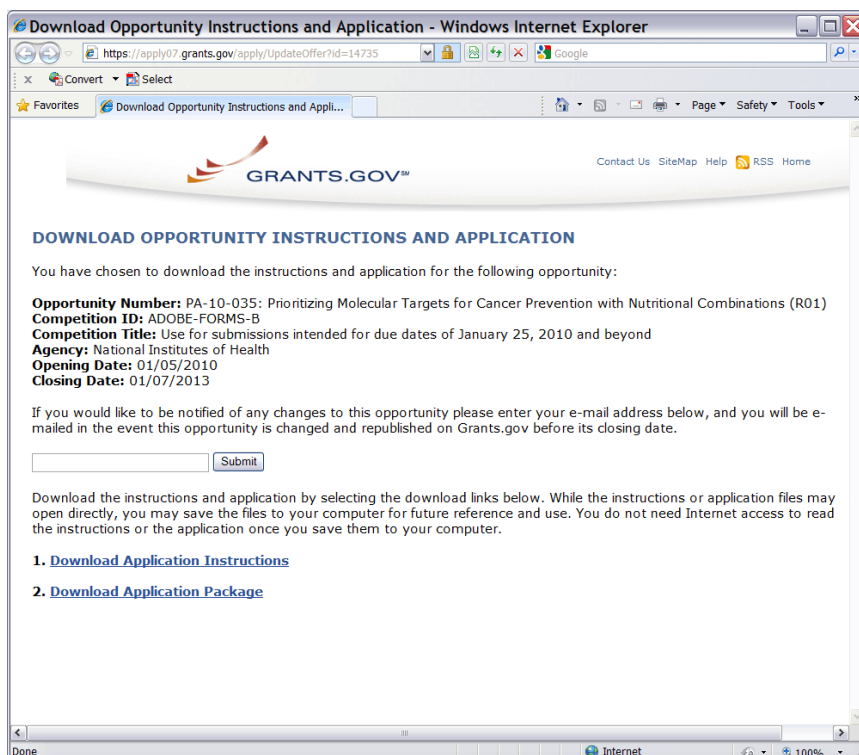 Download Opportunity Instructions and Application - Windows Internet Explorer
https://apply07.grants.gov/apply/UpdateOffer?id=14735
Google
x Convert Select
Favorites Download Opportunity Instructions and Appli... Page Safety Tools »
GRANTS.GOV℠
Contact Us SiteMap Help RSS Home
DOWNLOAD OPPORTUNITY INSTRUCTIONS AND APPLICATION
You have chosen to download the instructions and application for the following opportunity:
Opportunity Number: PA-10-035: Prioritizing Molecular Targets for Cancer Prevention with Nutritional Combinations (R01)
Competition ID: ADOBE-FORMS-B
Competition Title: Use for submissions intended for due dates of January 25, 2010 and beyond
Agency: National Institutes of Health
Opening Date: 01/05/2010
Closing Date: 01/07/2013
If you would like to be notified of any changes to this opportunity please enter your e-mail address below, and you will be e-
mailed in the event this opportunity is changed and republished on Grants.gov before its closing date.
Submit
Download the instructions and application by selecting the download links below. While the instructions or application files may
open directly, you may save the files to your computer for future reference and use. You do not need Internet access to read
the instructions or the application once you save them to your computer.
1. Download Application Instructions
2. Download Application Package
Done Internet 100%